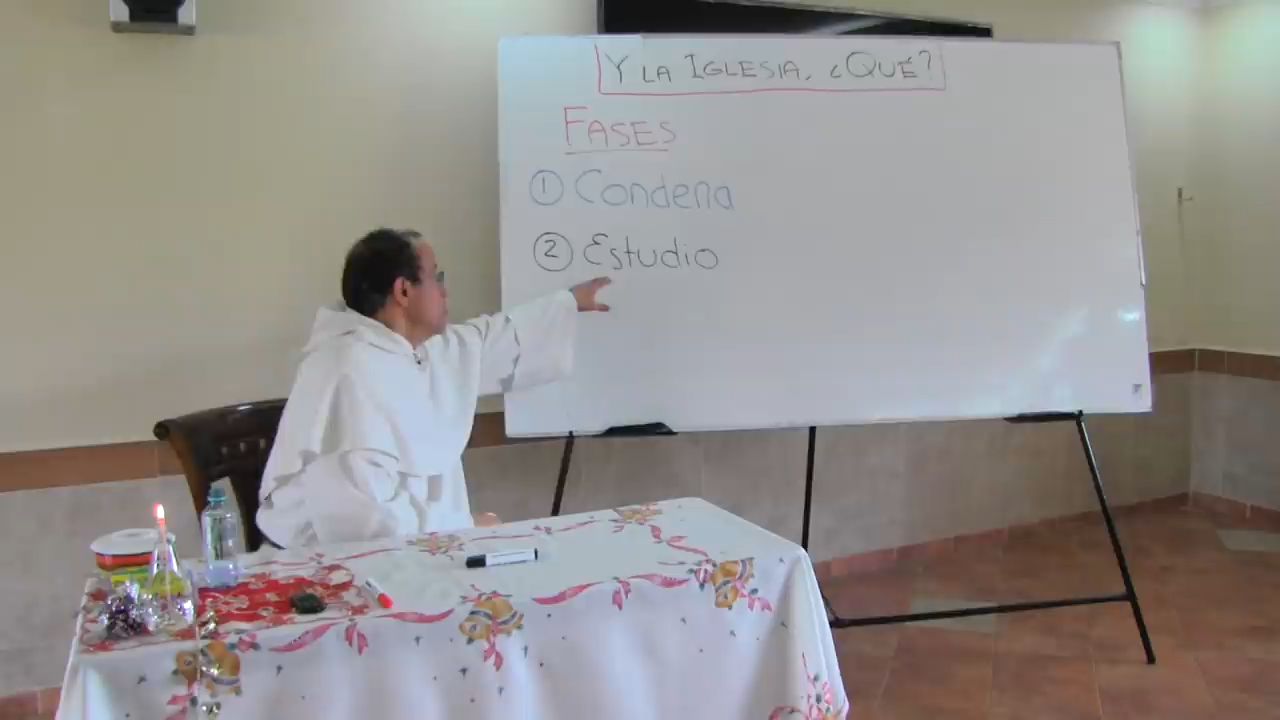 Y LA IGLESIA, ¿QUÉ?
FASES
① Condena
② Estudio